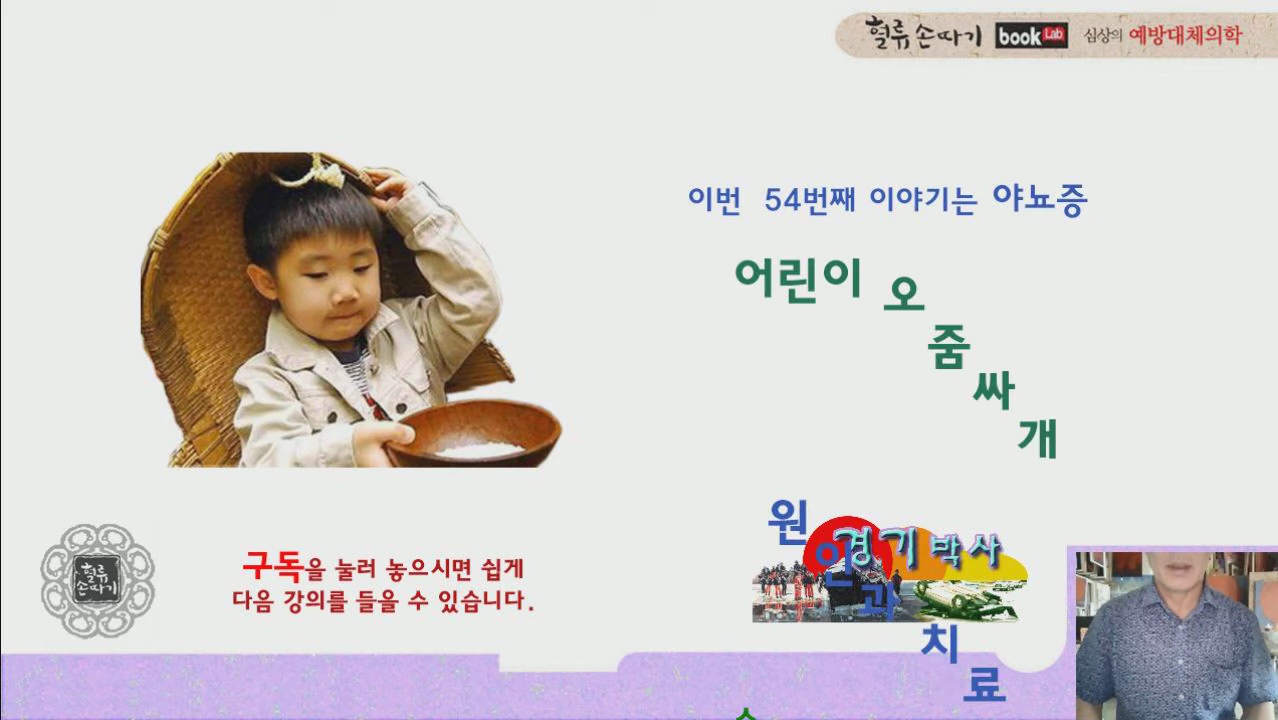 혈류 손따기 book Lab 심상의 예방대체의학
이번 54번째 이야기는 야뇨증
어린이 오줌싸개
원인과치료
경기박사
혈류
손따기
구독을 눌러 놓으시면 쉽게
다음 강의를 들을 수 있습니다.